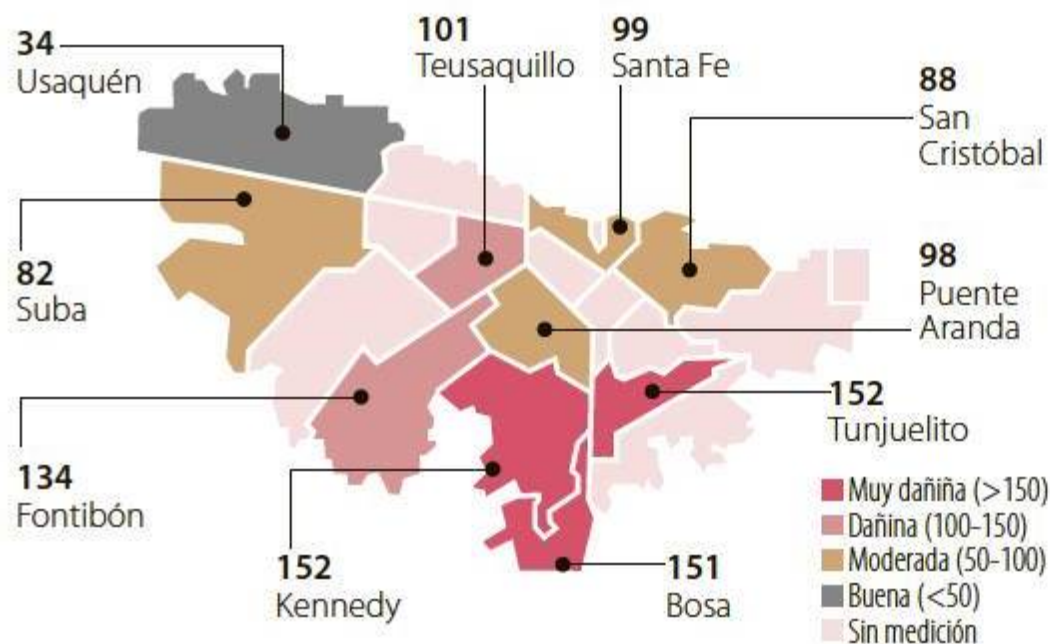 34
Usaquén
101
Teusaquillo
99
Santa Fe
88
San
Cristóbal
82
Suba
98
Puente
Aranda
152
Tunjuelito
134
Fontibón
152
Kennedy
151
Bosa
Muy dañiña (>150)
Dañina (100-150)
Moderada (50-100)
Buena (<50)
Sin medición